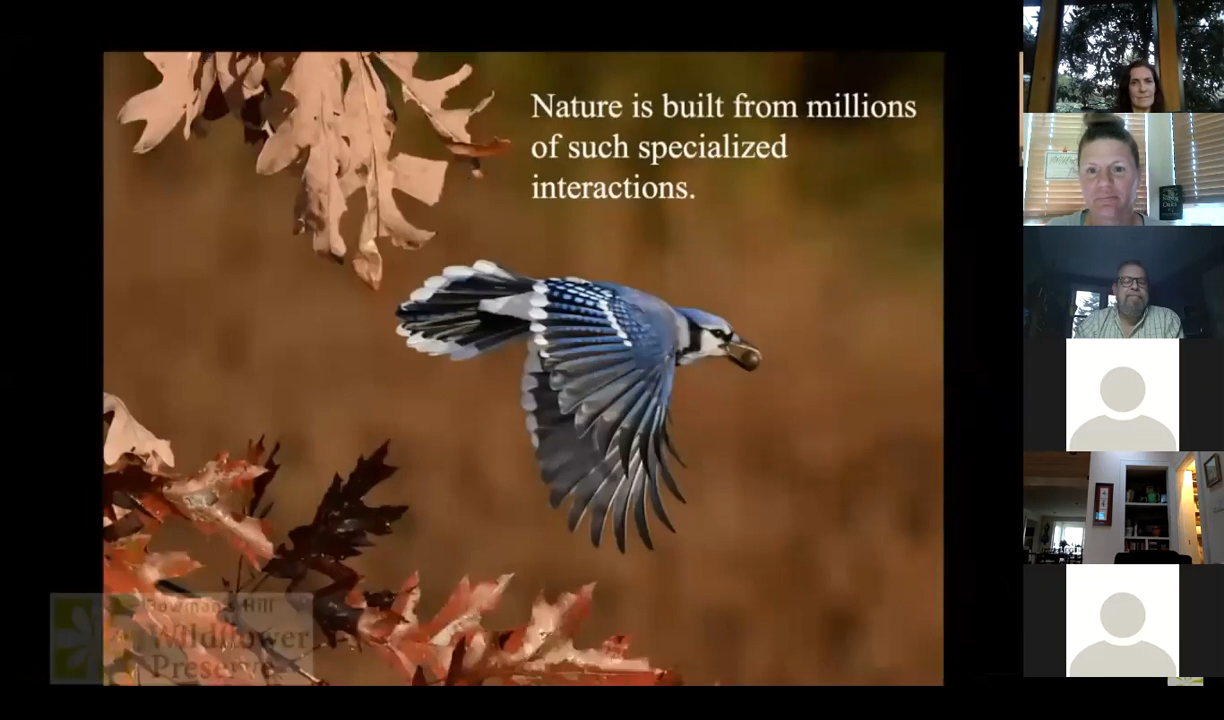 Nature is built from millions
of such specialized
interactions.
Bowman's Hill
Wildflower
Preserve